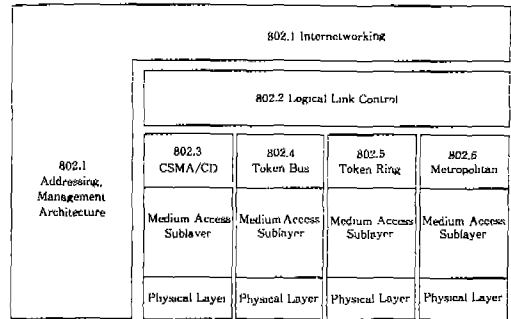 802.1 Internetworking
802.2 Logical Link Control
802.1
Addressing,
Management
Architecture
802.3
CSMA/CD
802.4
Token Bus
802.5
Token Ring
802.6
Metropolitan
Medium Access
Sublayer
Medium Access
Sublayer
Medium Access
Sublayer
Medium Access
Sublayer
Physical Layer
Physical Layer
Physical Layer
Physical Layer